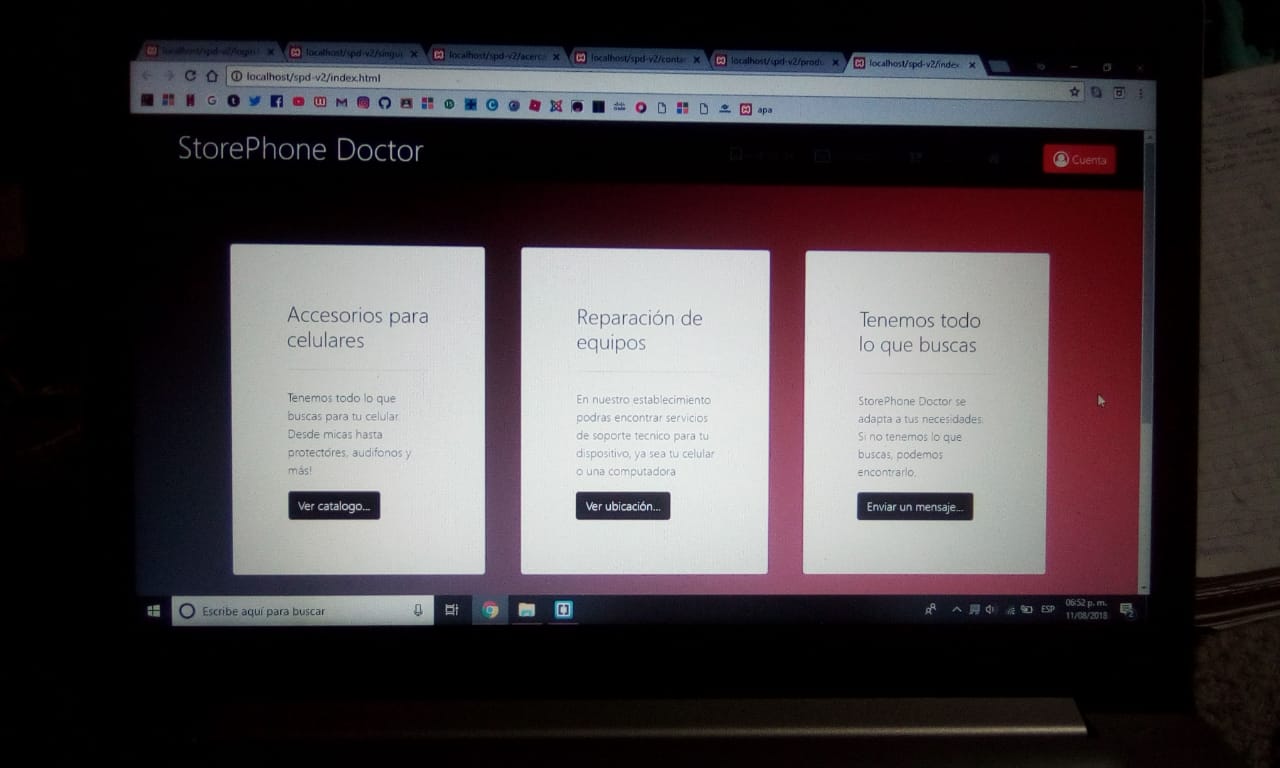 localhost/spd-v2/login.
localhost/spd-v2/singu
localhost/spd-v2/acerca
localhost/spd-v2/contac
localhost/spd-v2/produ
localhost/spd-v2/index.
localhost/spd-v2/index.html
apa
StorePhone Doctor
Cuenta
Accesorios para
celulares
Tenemos todo lo que
buscas para tu celular.
Desde micas hasta
protectores, audifonos y
más!
Ver catalogo...
Reparación de
equipos
En nuestro establecimiento
podras encontrar servicios
de soporte tecnico para tu
dispositivo, ya sea tu celular
o una computadora
Ver ubicación...
Tenemos todo
lo que buscas
StorePhone Doctor se
adapta a tus necesidades.
Si no tenemos lo que
buscas, podemos
encontrarlo.
Enviar un mensaje...
Escribe aquí para buscar
ESP
06:52 p. m.
11/08/2018
2